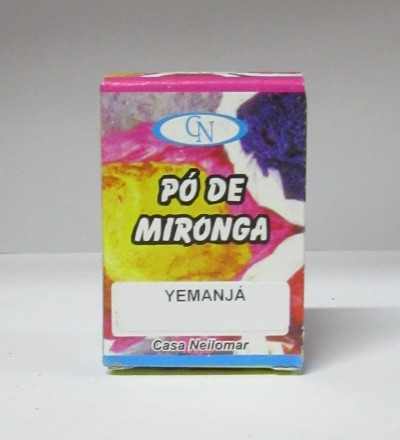 CN
PÓ DE
MIRONGA
YEMANJÁ
Casa Neilomar